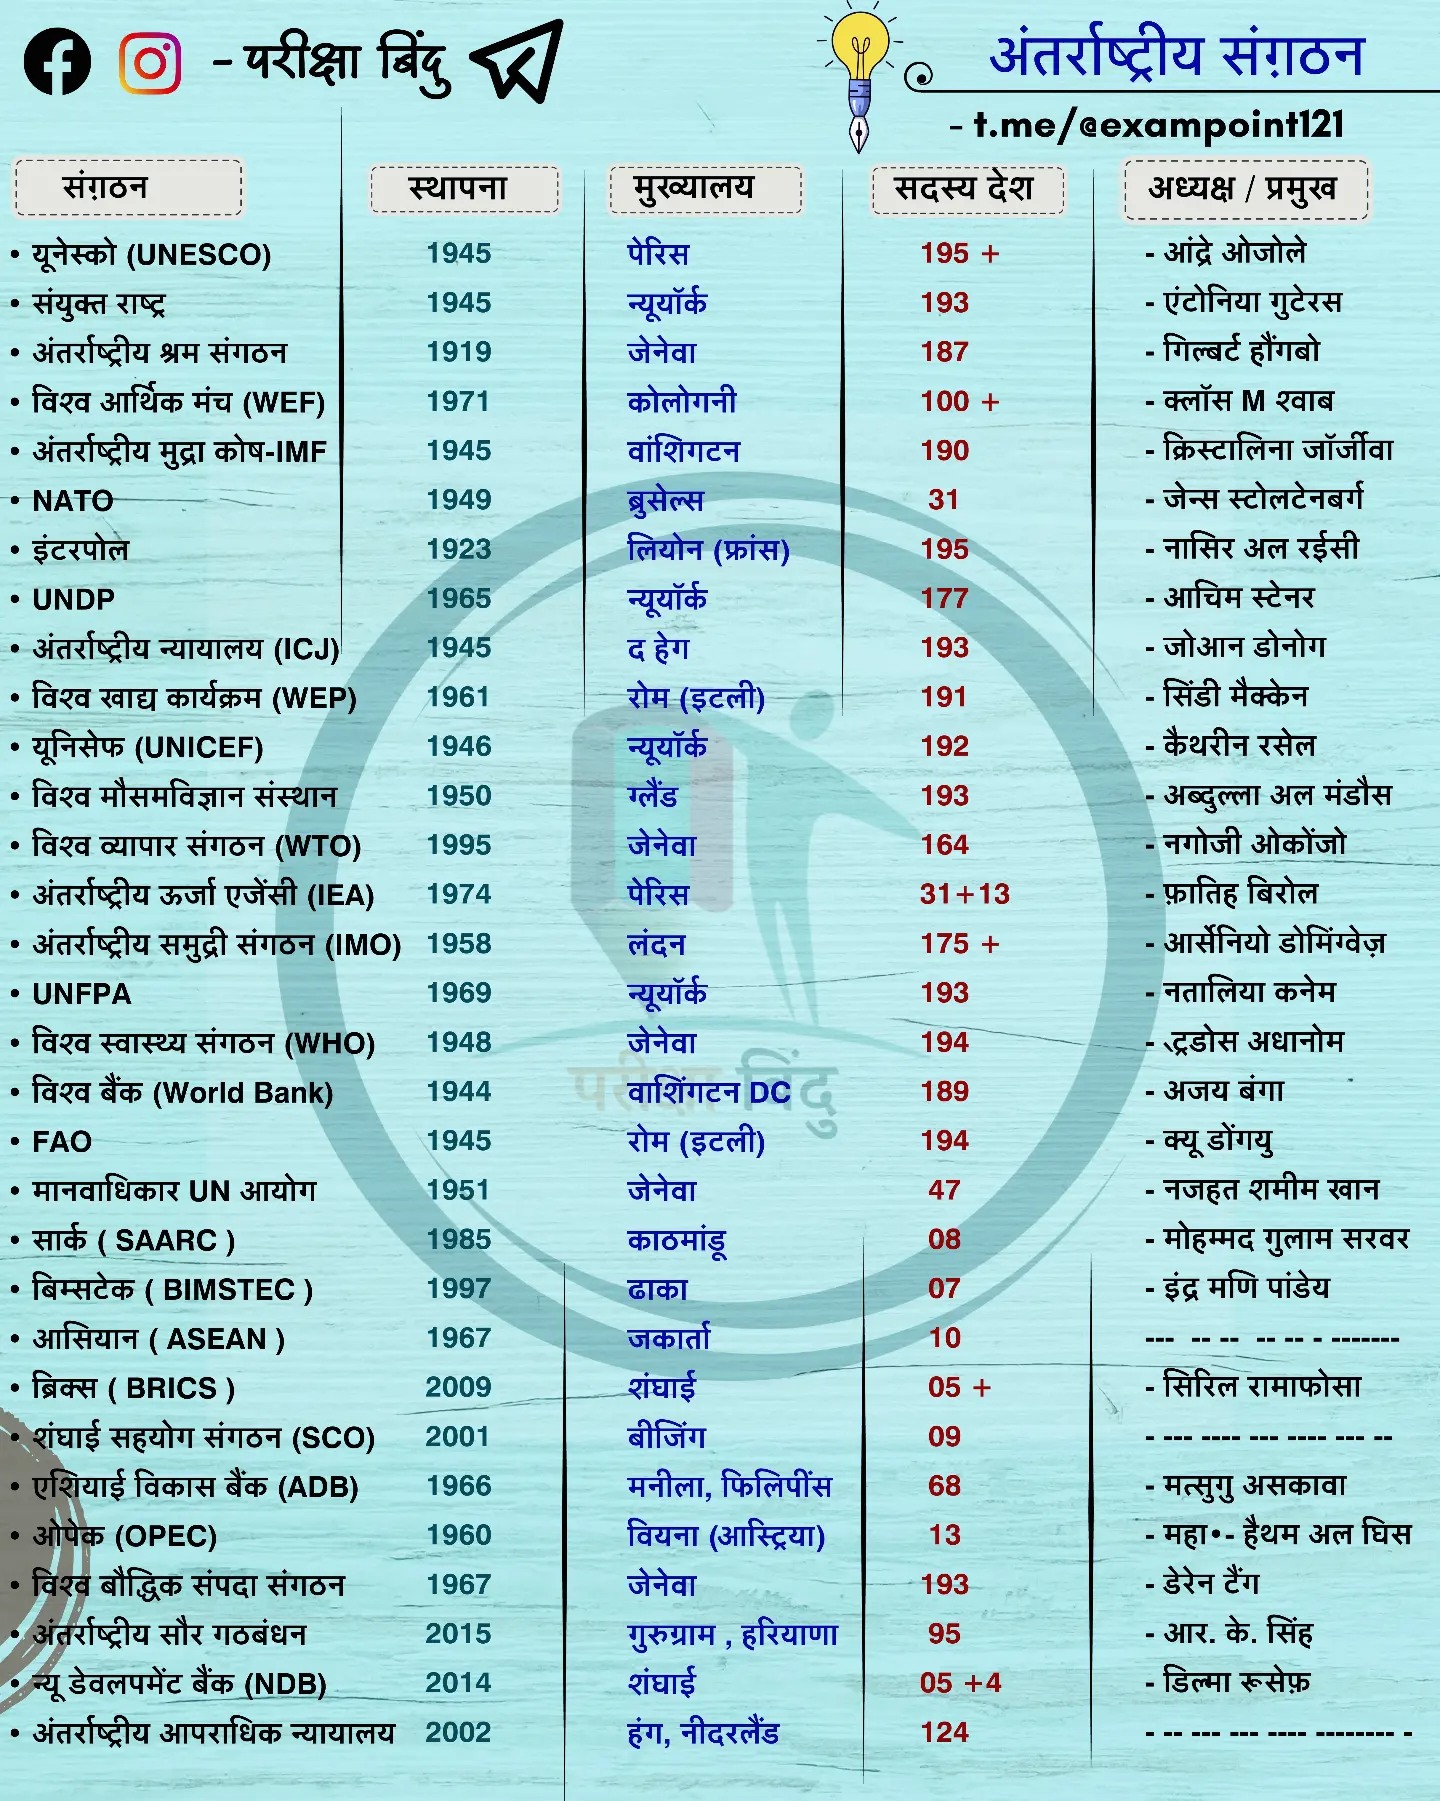 - परीक्षा बिंदु
अंतर्राष्ट्रीय संग़ठन
- t.me/@exampoint121
संग़ठन स्थापना मुख्यालय सदस्य देश अध्यक्ष / प्रमुख
• यूनेस्को (UNESCO) 1945 पेरिस 195 + - आंद्रे ओजोले
• संयुक्त राष्ट्र 1945 न्यूयॉर्क 193 - एंटोनिया गुटेरस
• अंतर्राष्ट्रीय श्रम संगठन 1919 जेनेवा 187 - गिल्बर्ट हौंगबो
• विश्व आर्थिक मंच (WEF) 1971 कोलोगनी 100 + - क्लॉस M श्वाब
• अंतर्राष्ट्रीय मुद्रा कोष-IMF 1945 वांशिगटन 190 - क्रिस्टालिना जॉर्जीवा
• NATO 1949 ब्रुसेल्स 31 - जेन्स स्टोलटेनबर्ग
• इंटरपोल 1923 लियोन (फ्रांस) 195 - नासिर अल रईसी
• UNDP 1965 न्यूयॉर्क 177 - आचिम स्टेनर
• अंतर्राष्ट्रीय न्यायालय (ICJ) 1945 द हेग 193 - जोआन डोनोग
• विश्व खाद्य कार्यक्रम (WEP) 1961 रोम (इटली) 191 - सिंडी मैक्केन
• यूनिसेफ (UNICEF) 1946 न्यूयॉर्क 192 - कैथरीन रसेल
• विश्व मौसमविज्ञान संस्थान 1950 ग्लैंड 193 - अब्दुल्ला अल मंडौस
• विश्व व्यापार संगठन (WTO) 1995 जेनेवा 164 - नगोजी ओकोंजो
• अंतर्राष्ट्रीय ऊर्जा एजेंसी (IEA) 1974 पेरिस 31+13 - फ़ातिह बिरोल
• अंतर्राष्ट्रीय समुद्री संगठन (IMO) 1958 लंदन 175 + - आर्सेनियो डोमिंग्वेज़
• UNFPA 1969 न्यूयॉर्क 193 - नतालिया कनेम
• विश्व स्वास्थ्य संगठन (WHO) 1948 जेनेवा 194 - ट्रडोस अधानोम
• विश्व बैंक (World Bank) 1944 वाशिंगटन DC 189 - अजय बंगा
परीक्षा बिंदु
• FAO 1945 रोम (इटली) 194 - क्यू डोंगयु
• मानवाधिकार UN आयोग 1951 जेनेवा 47 - नजहत शमीम खान
• सार्क ( SAARC ) 1985 काठमांडू 08 - मोहम्मद गुलाम सरवर
• बिम्सटेक ( BIMSTEC ) 1997 ढाका 07 - इंद्र मणि पांडेय
• आसियान ( ASEAN ) 1967 जकार्ता 10 --- -- -- -- -- - -------
• ब्रिक्स ( BRICS ) 2009 शंघाई 05 + - सिरिल रामाफोसा
• शंघाई सहयोग संगठन (SCO) 2001 बीजिंग 09 - --- ---- --- ---- --- --
• एशियाई विकास बैंक (ADB) 1966 मनीला, फिलिपींस 68 - मत्सुगु असकावा
• ओपेक (OPEC) 1960 वियना (आस्ट्रिया) 13 - महा•- हैथम अल घिस
• विश्व बौद्धिक संपदा संगठन 1967 जेनेवा 193 - डेरेन टैंग
• अंतर्राष्ट्रीय सौर गठबंधन 2015 गुरुग्राम , हरियाणा 95 - आर. के. सिंह
• न्यू डेवलपमेंट बैंक (NDB) 2014 शंघाई 05 +4 - डिल्मा रूसेफ़
• अंतर्राष्ट्रीय आपराधिक न्यायालय 2002 हंग, नीदरलैंड 124 - -- --- --- ---- -------- -